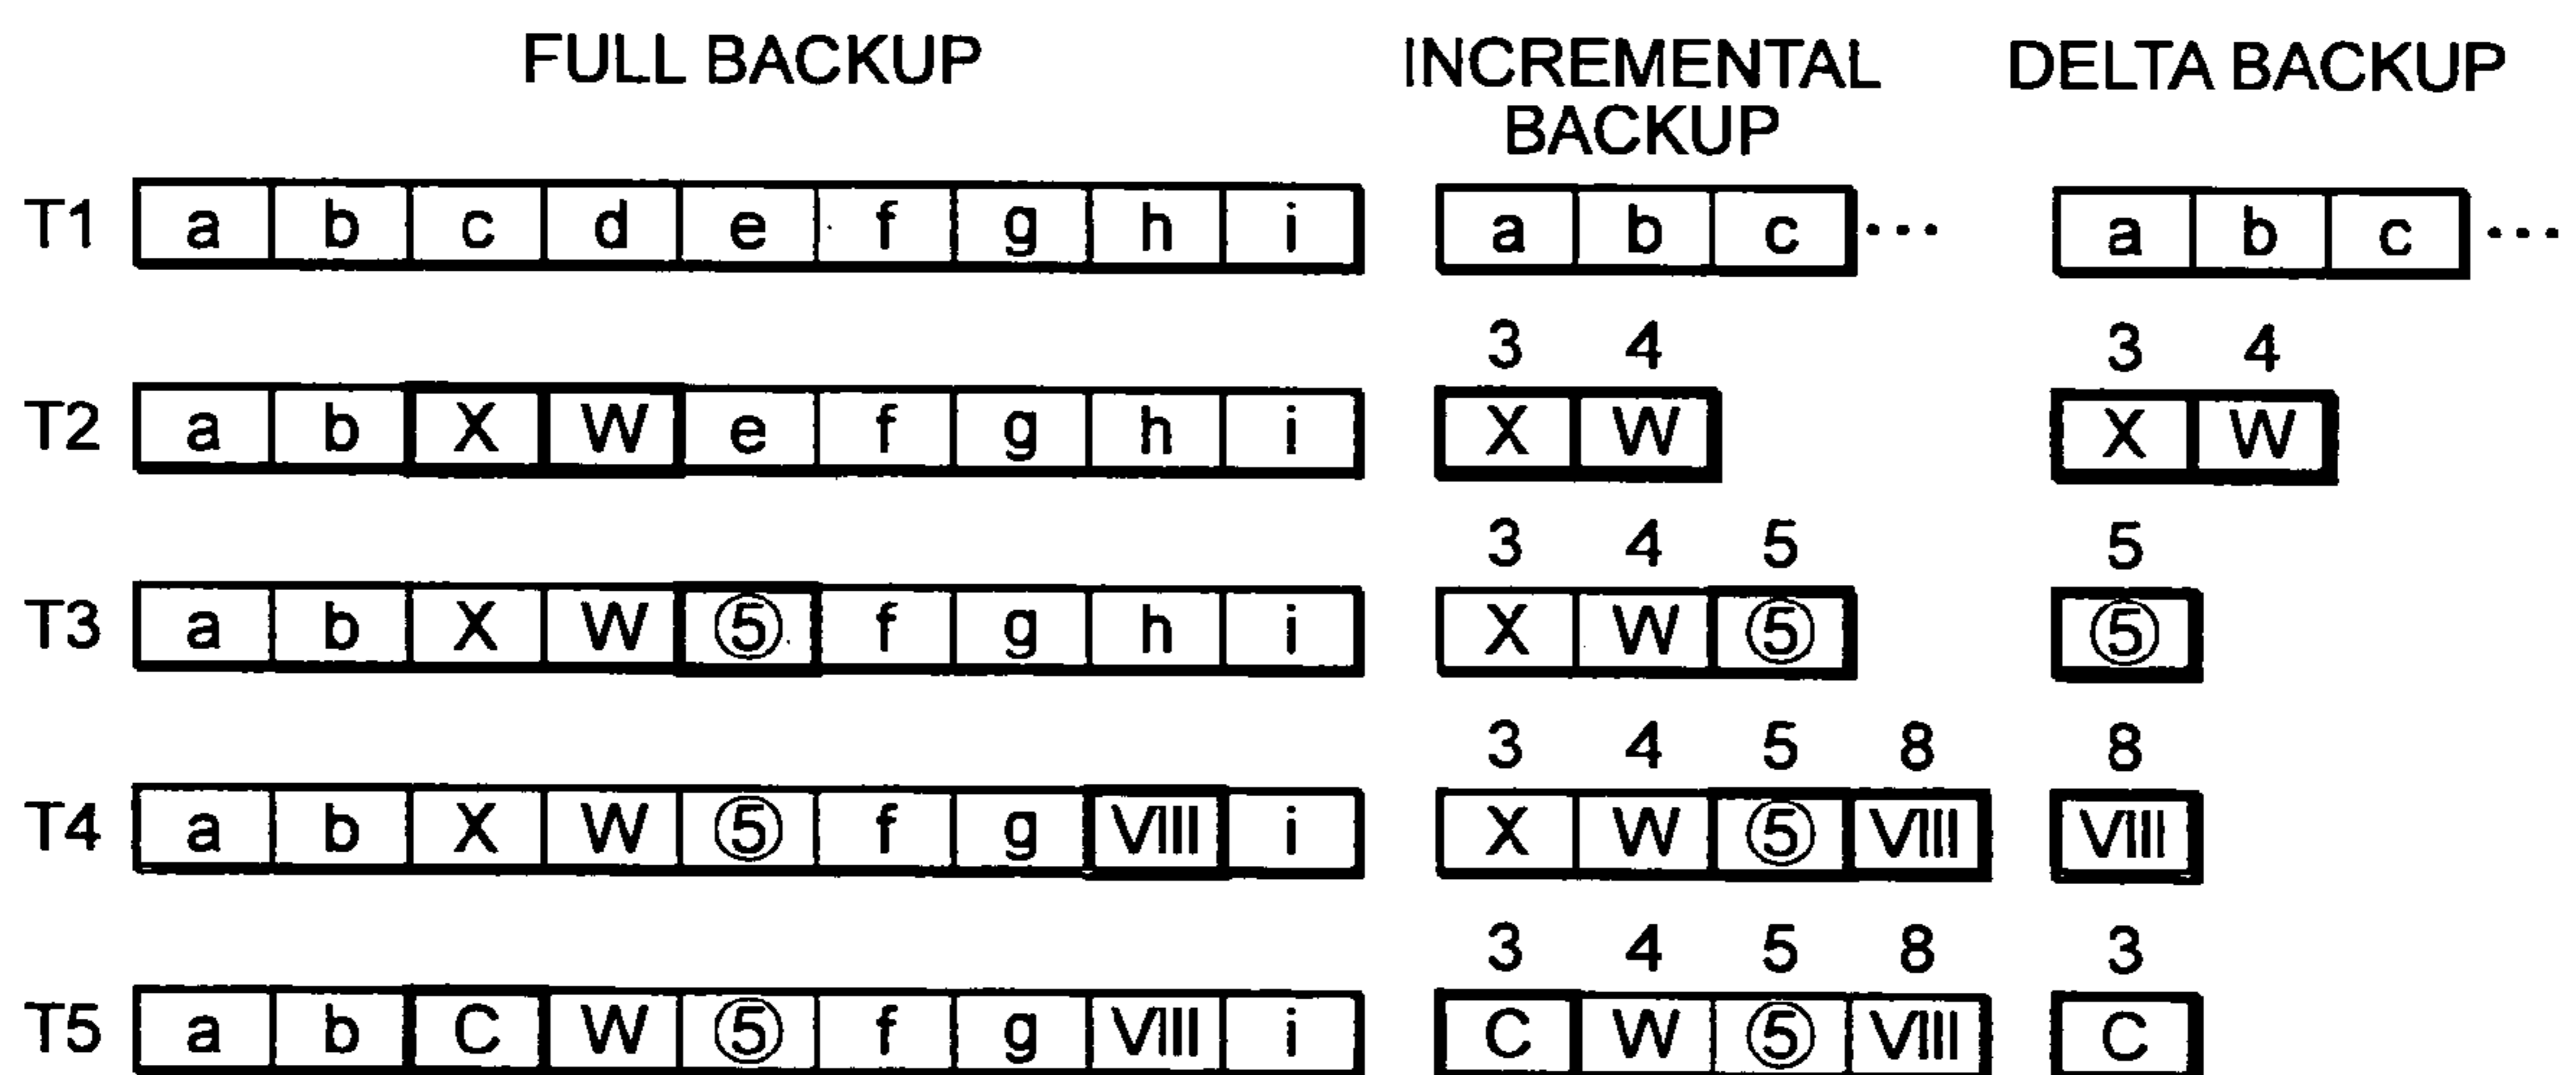 FULL BACKUP INCREMENTAL BACKUP DELTA BACKUP
T1 a b c d e f g h i a b c ... a b c ...
3 4 3 4
T2 a b X W e f g h i X W X W
3 4 5 5
T3 a b X W ⑤ f g h i X W ⑤ ⑤
3 4 5 8 8
T4 a b X W ⑤ f g VIII i X W ⑤ VIII VIII
3 4 5 8 3
T5 a b C W ⑤ f g VIII i C W ⑤ VIII C